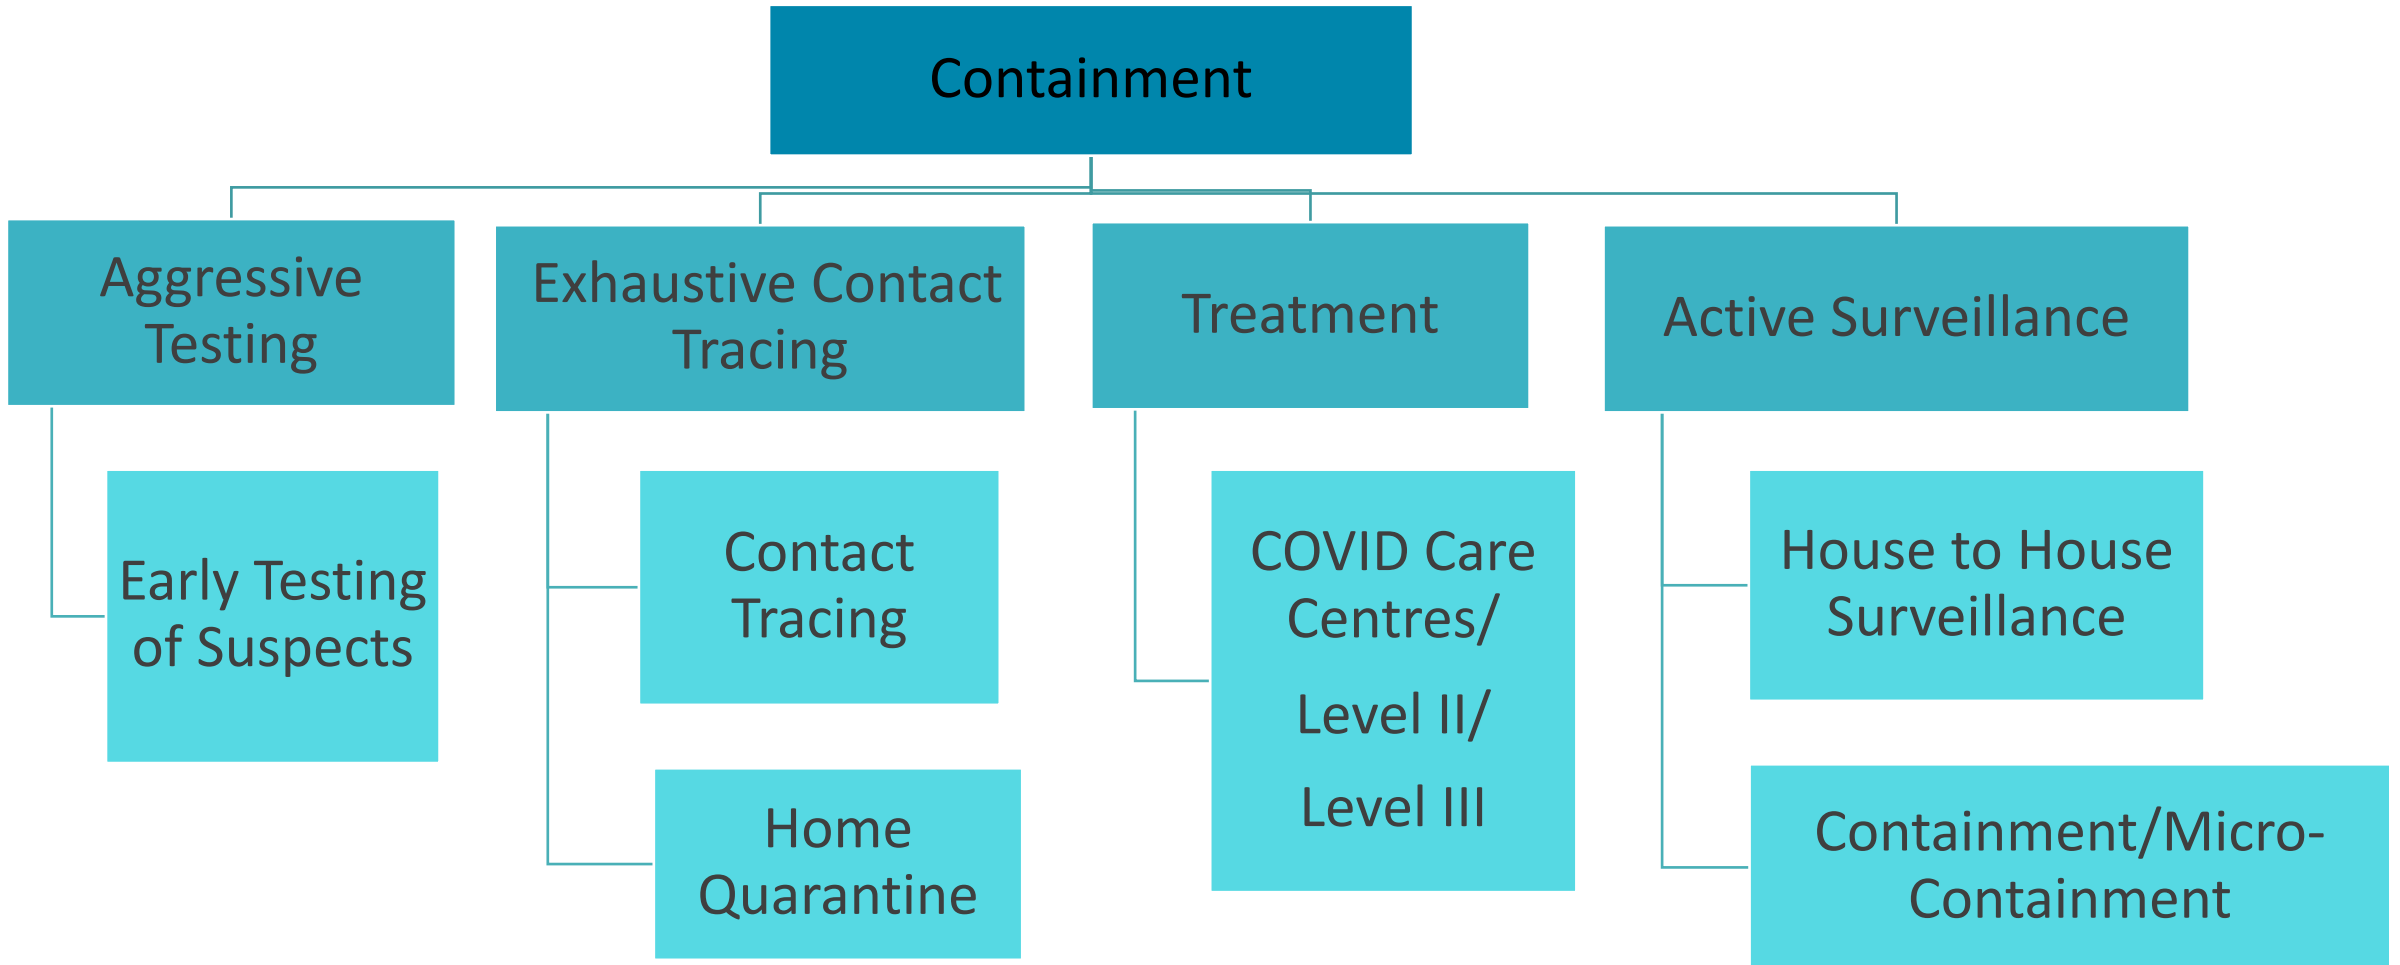 Containment
Aggressive
Testing
Exhaustive Contact
Tracing
Treatment
Active Surveillance
Early Testing
of Suspects
Contact
Tracing
Home
Quarantine
COVID Care
Centres/
Level II/
Level III
House to House
Surveillance
Containment/Micro-
Containment